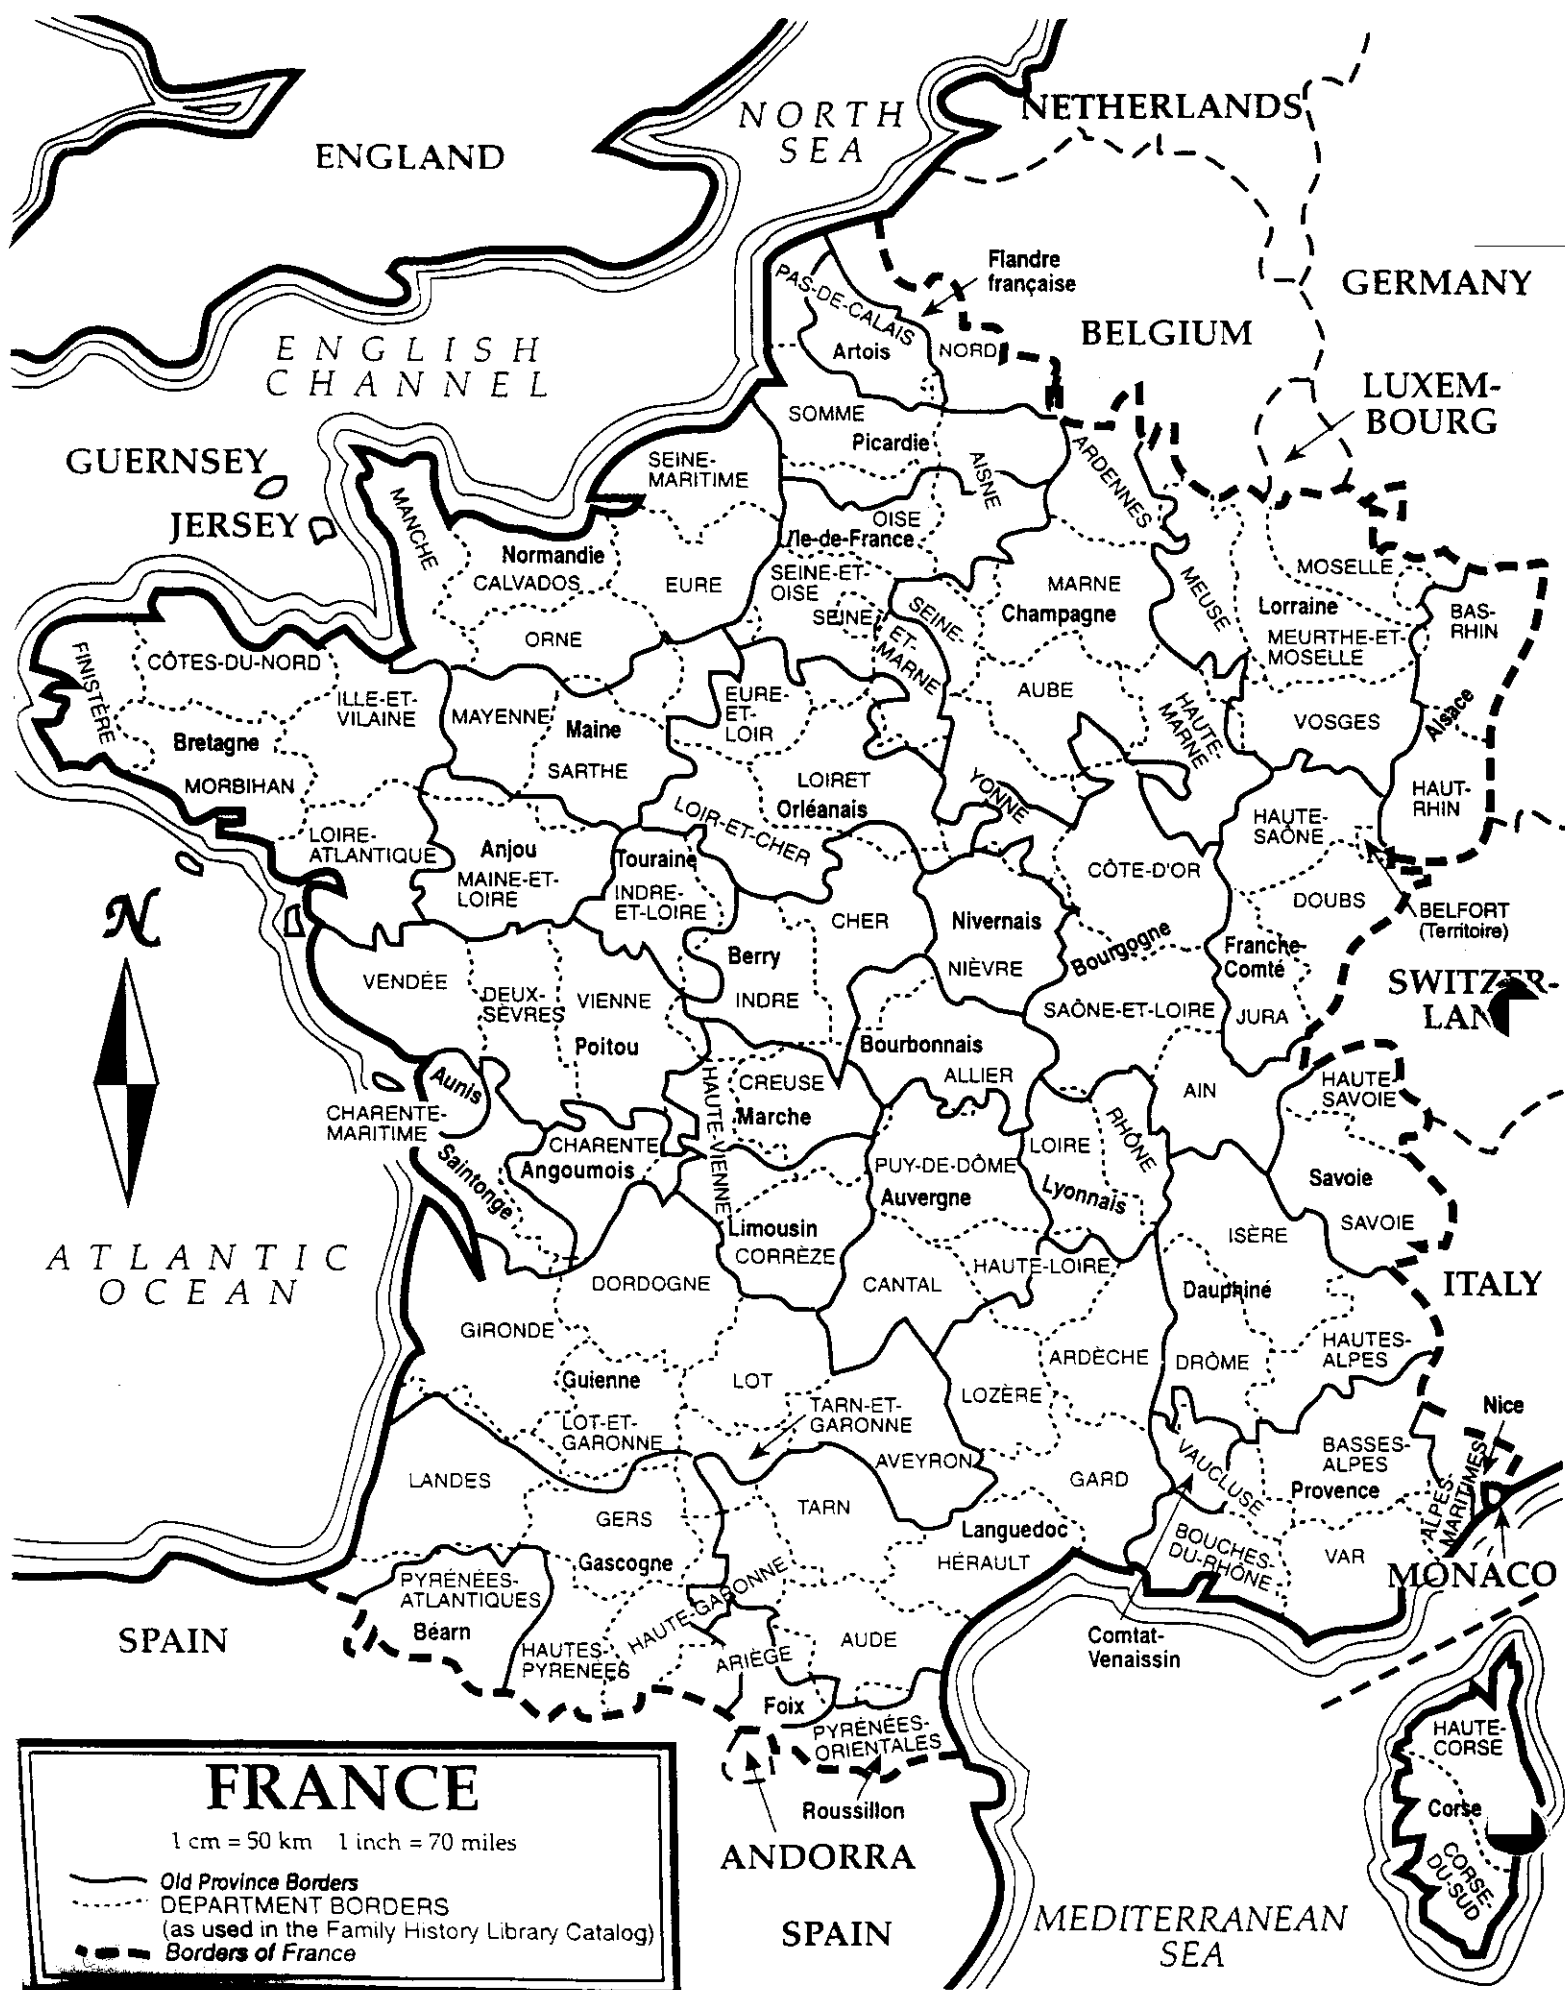 NORTH
SEA
NETHERLANDS
ENGLAND
Flandre
française
GERMANY
BELGIUM
LUXEM-
BOURG
ENGLISH
CHANNEL
PAS-DE-CALAIS
Artois
NORD
SOMME
Picardie
AISNE
ARDENNES
GUERNSEY
JERSEY
SEINE-
MARITIME
MANCHE
Normandie
CALVADOS
EURE
ORNE
OISE
Ile-de-France
SEINE-ET-
OISE
SEINE
SEINE-
ET-
MARNE
MARNE
Champagne
MEUSE
MOSELLE
Lorraine
MEURTHE-ET-
MOSELLE
BAS-
RHIN
FINISTÈRE
CÔTES-DU-NORD
ILLE-ET-
VILAINE
Bretagne
MORBIHAN
MAYENNE
Maine
SARTHE
EURE-
ET-
LOIR
AUBE
HAUTE-
MARNE
VOSGES
Alsace
HAUT-
RHIN
LOIRET
Orléanais
YONNE
LOIR-ET-CHER
LOIRE-
ATLANTIQUE
Anjou
MAINE-ET-
LOIRE
Touraine
INDRE-
ET-LOIRE
CÔTE-D'OR
HAUTE-
SAÔNE
DOUBS
BELFORT
(Territoire)
N
CHER
Berry
INDRE
Nivernais
NIÈVRE
Bourgogne
Franche-
Comté
JURA
SAÔNE-ET-LOIRE
SWITZER-
LAN
VENDÉE
DEUX-
SÈVRES
VIENNE
Poitou
Bourbonnais
ALLIER
AIN
HAUTE-
SAVOIE
Aunis
CHARENTE-
MARITIME
Saintonge
CHARENTE
Angoumois
HAUTE-VIENNE
CREUSE
Marche
PUY-DE-DÔME
Auvergne
LOIRE
RHÔNE
Lyonnais
Savoie
SAVOIE
Limousin
CORRÈZE
ISÈRE
ATLANTIC
OCEAN
DORDOGNE
CANTAL
HAUTE-LOIRE
Dauphiné
ITALY
GIRONDE
Guienne
LOT
ARDÈCHE
DRÔME
HAUTES-
ALPES
LOT-ET-
GARONNE
TARN-ET-
GARONNE
LOZÈRE
Nice
LANDES
AVEYRON
GARD
VAUCLUSE
BASSES-
ALPES
Provence
ALPES-
MARITIMES
GERS
TARN
Languedoc
HÉRAULT
BOUCHES-
DU-RHÔNE
VAR
MONACO
Gascogne
PYRÉNÉES-
ATLANTIQUES
Béarn
HAUTE-GARONNE
SPAIN
HAUTES-
PYRÉNÉES
ARIÈGE
AUDE
Comtat-
Venaissin
Foix
PYRÉNÉES-
ORIENTALES
Roussillon
ANDORRA
HAUTE-
CORSE
Corse
CORSE-
DU-SUD
SPAIN
MEDITERRANEAN
SEA
FRANCE
1 cm = 50 km 1 inch = 70 miles
Old Province Borders
DEPARTMENT BORDERS
(as used in the Family History Library Catalog)
Borders of France